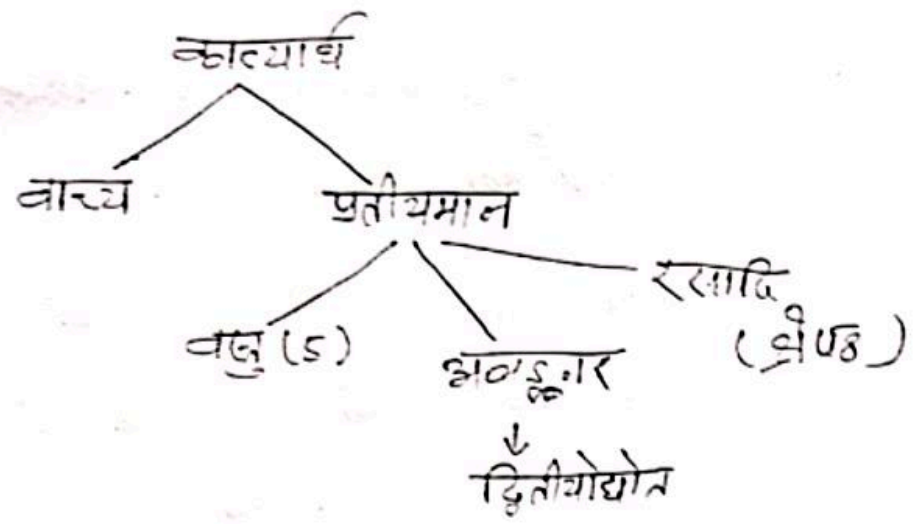 काव्यार्थ
वाच्य
प्रतीयमान
रसादि
(श्रेष्ठ)
वस्तु (5)
अलङ्कार
↓
द्वितीयोद्योत